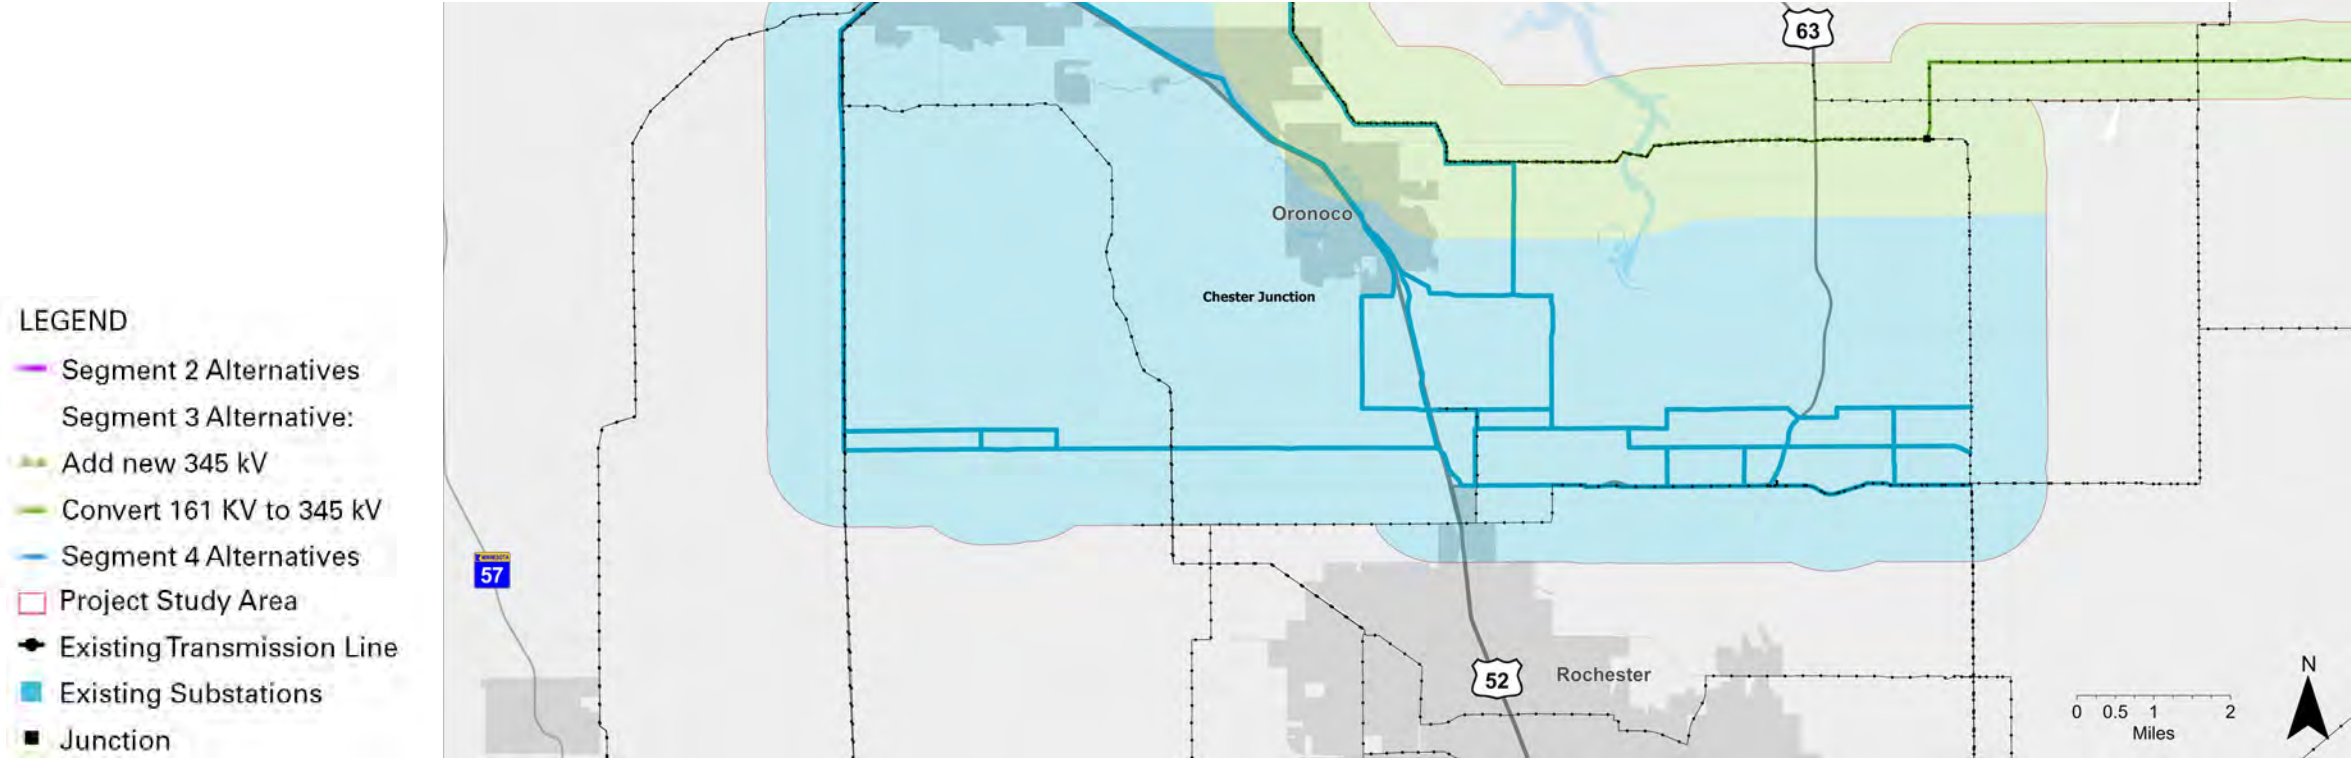 LEGEND
Segment 2 Alternatives
Segment 3 Alternative:
Add new 345 kV
Convert 161 KV to 345 kV
Segment 4 Alternatives
Project Study Area
Existing Transmission Line
Existing Substations
Junction
63
Oronoco
Chester Junction
57
52
Rochester
0 0.5 1 2
Miles
N